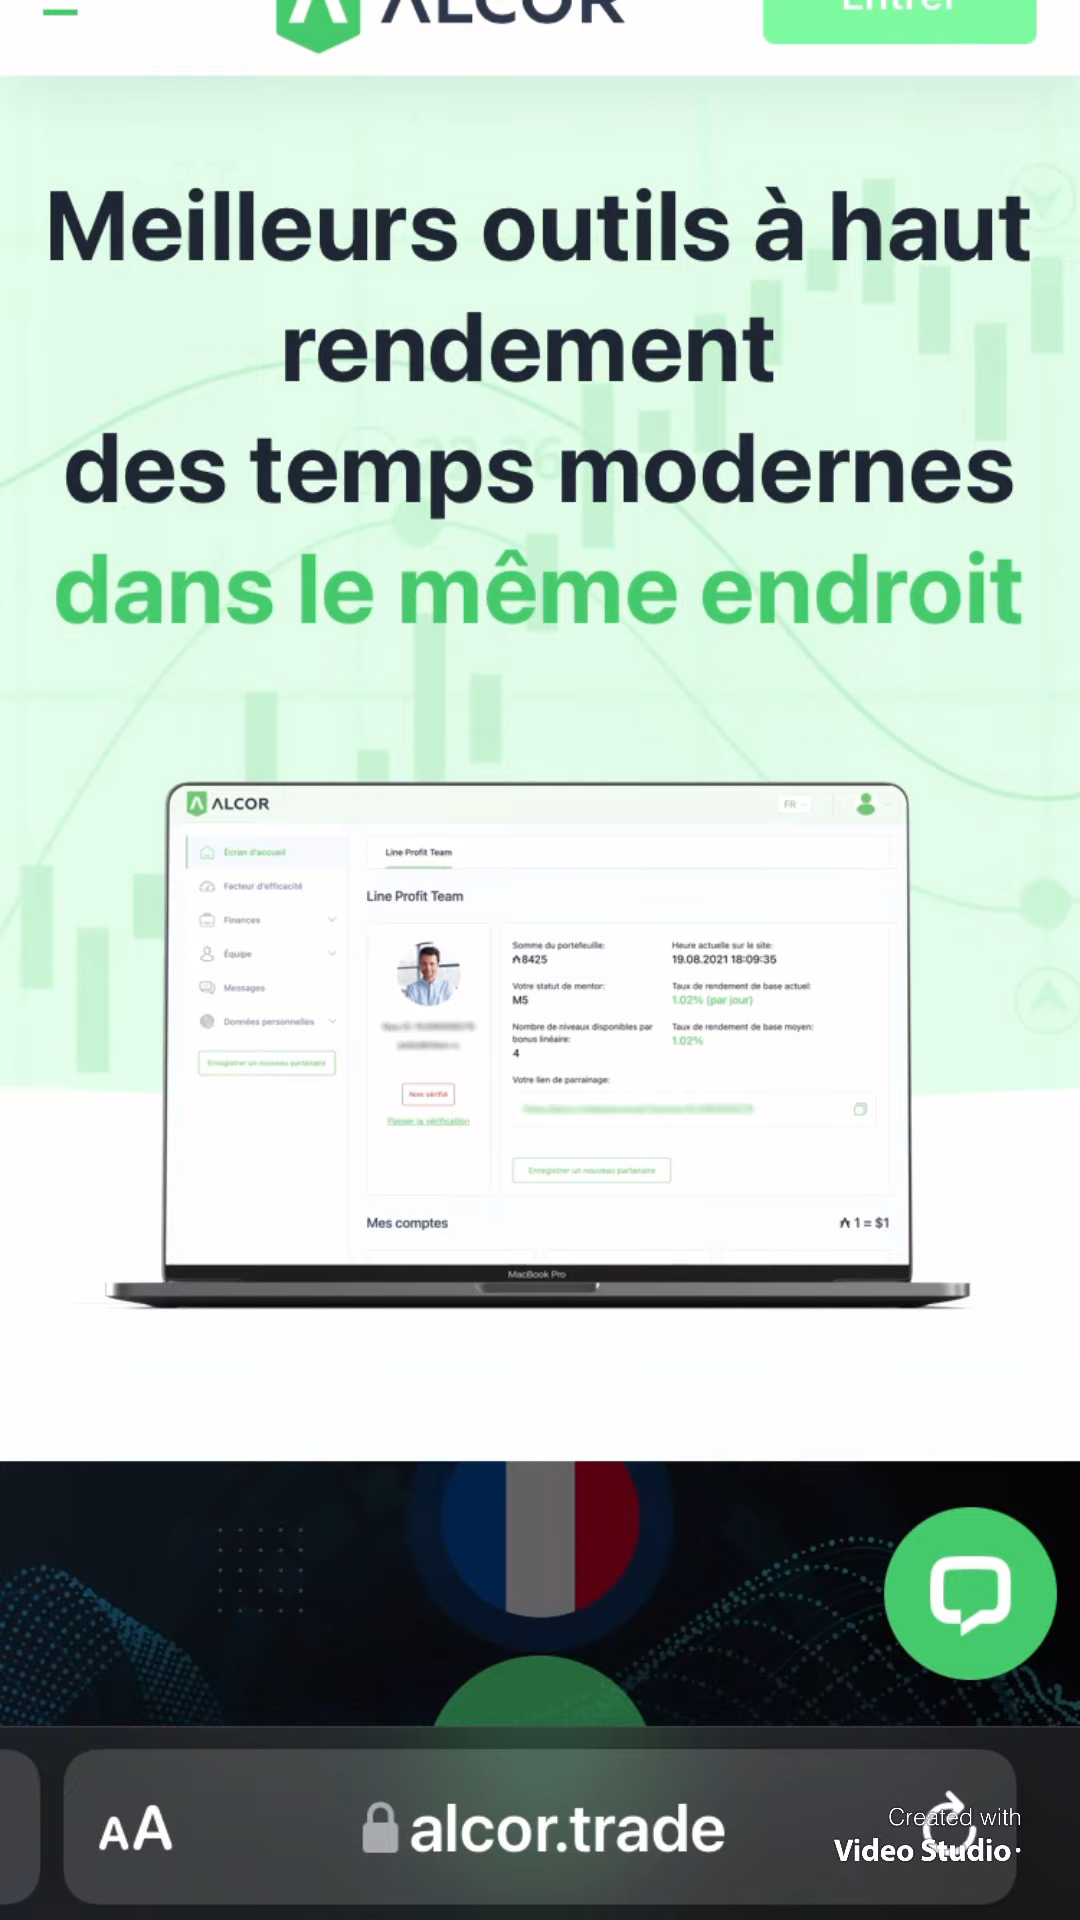 ALCOR
Entrer
Meilleurs outils à haut
rendement
des temps modernes
dans le même endroit
ALCOR
FR
Écran d'accueil
Facteur d'efficacité
Finances
Équipe
Messages
Données personnelles
Enregistrer un nouveau partenaire
Line Profit Team
Line Profit Team
Non vérifié
Passer la vérification
Somme du portefeuille:
8425
Heure actuelle sur le site:
19.08.2021 18:09:35
Votre statut de mentor:
M5
Taux de rendement de base actuel:
1.02% (par jour)
Nombre de niveaux disponibles par
bonus linéaire:
4
Taux de rendement de base moyen:
1.02%
Votre lien de parrainage:
Enregistrer un nouveau partenaire
Mes comptes
1 = $1
MacBook Pro
AA
alcor.trade
Created with
Video Studio